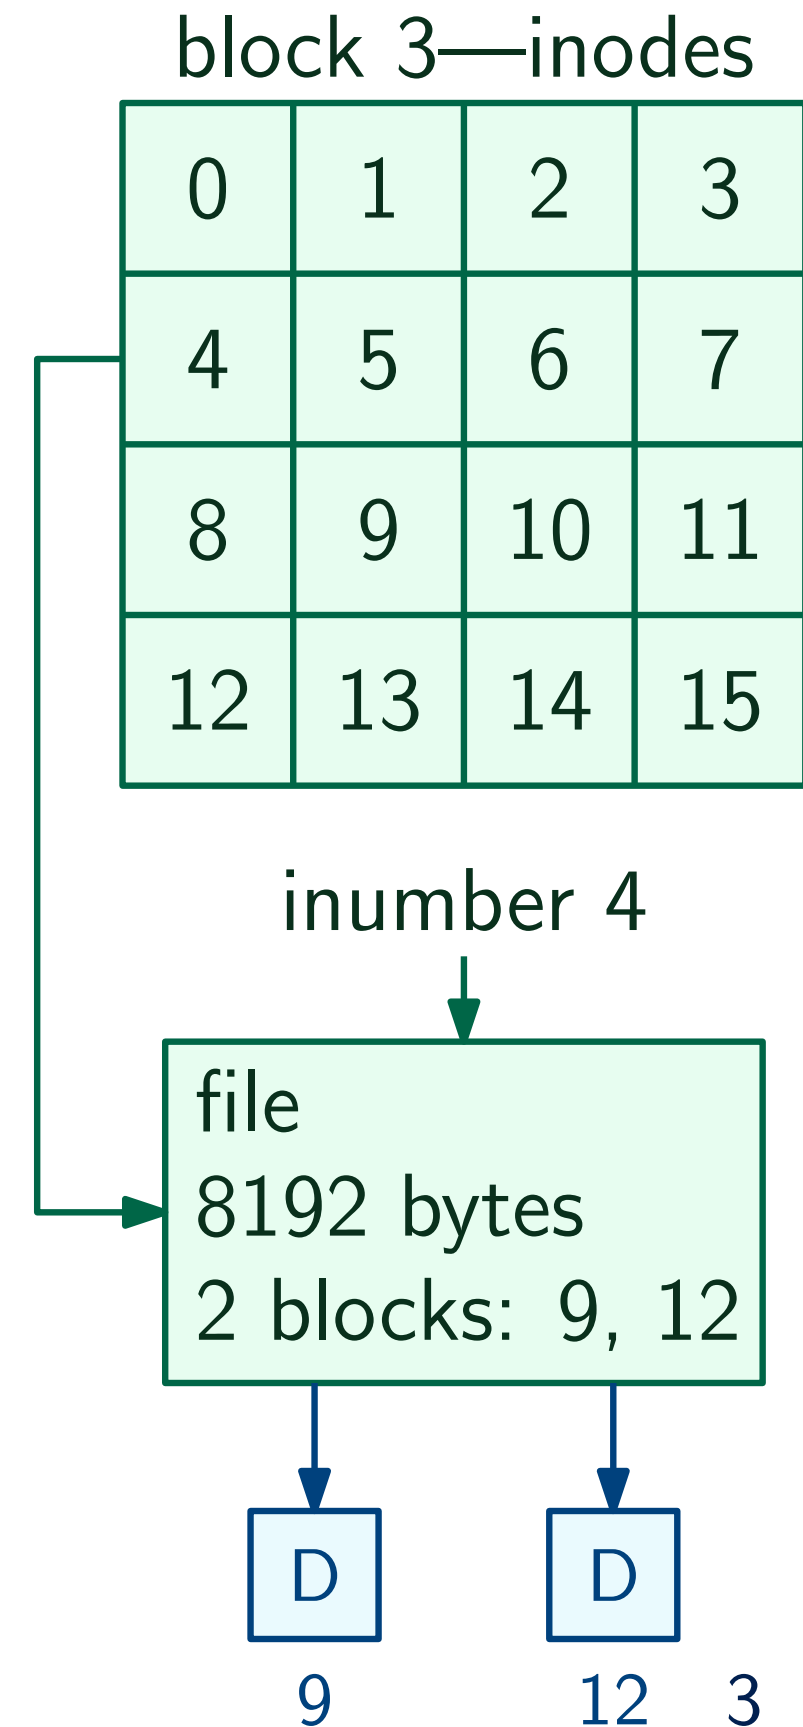 block 3—inodes
0 1 2 3
4 5 6 7
8 9 10 11
12 13 14 15
inumber 4
file
8192 bytes
2 blocks: 9, 12
D D
9 12 3